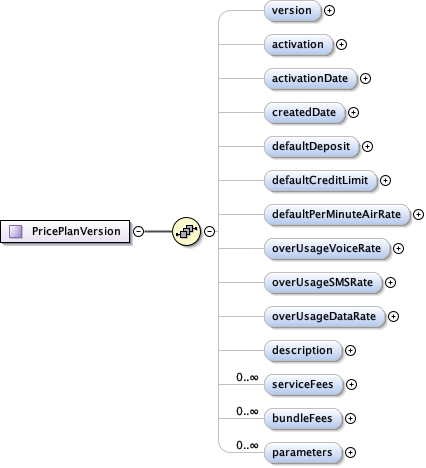 version
activation
activationDate
createdDate
defaultDeposit
defaultCreditLimit
defaultPerMinuteAirRate
PricePlanVersion
overUsageVoiceRate
overUsageSMSRate
overUsageDataRate
description
0..∞ serviceFees
0..∞ bundleFees
0..∞ parameters